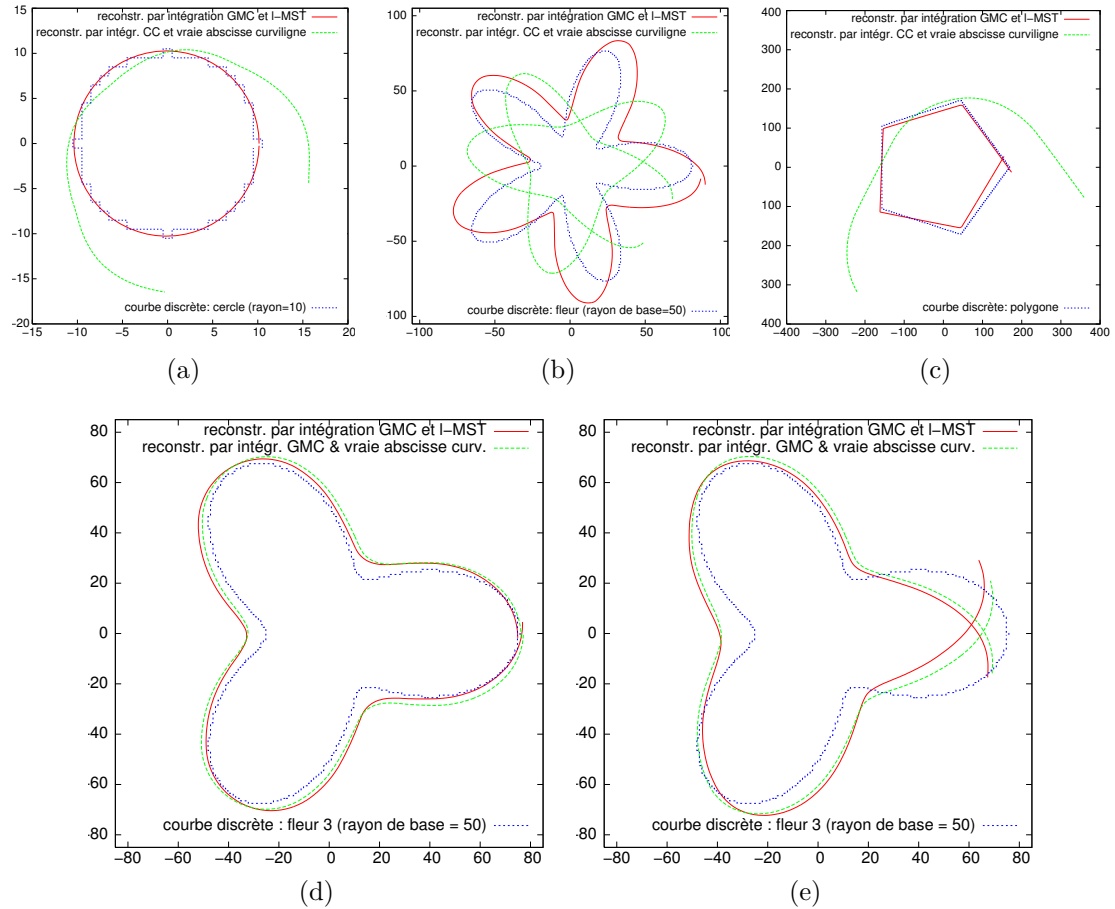 reconstr. par intégration GMC et l−MST
reconstr. par intégr. CC et vraie abscisse curviligne
15
10
5
0
−5
−10
−15
−20
courbe discrète: cercle (rayon=10)
−15 −10 −5 0 5 10 15 20
(a)
reconstr. par intégration GMC et l−MST
reconstr. par intégr. CC et vraie abscisse curviligne
100
50
0
−50
−100
courbe discrète: fleur (rayon de base=50)
−100 −50 0 50 100
(b)
reconstr. par intégration GMC et l−MST
reconstr. par intégr. CC et vraie abscisse curviligne
400
300
200
100
0
100
200
300
400
courbe discrète: polygone
−400 −300 −200 −100 0 100 200 300 400
(c)
reconstr. par intégration GMC et l−MST
reconstr. par intégr. GMC & vraie abscisse curv.
80
60
40
20
0
−20
−40
−60
−80
courbe discrète : fleur 3 (rayon de base = 50)
−80 −60 −40 −20 0 20 40 60 80
(d)
reconstr. par intégration GMC et l−MST
reconstr. par intégr. GMC & vraie abscisse curv.
80
60
40
20
0
−20
−40
−60
−80
courbe discrète : fleur 3 (rayon de base = 50)
−80 −60 −40 −20 0 20 40 60 80
(e)